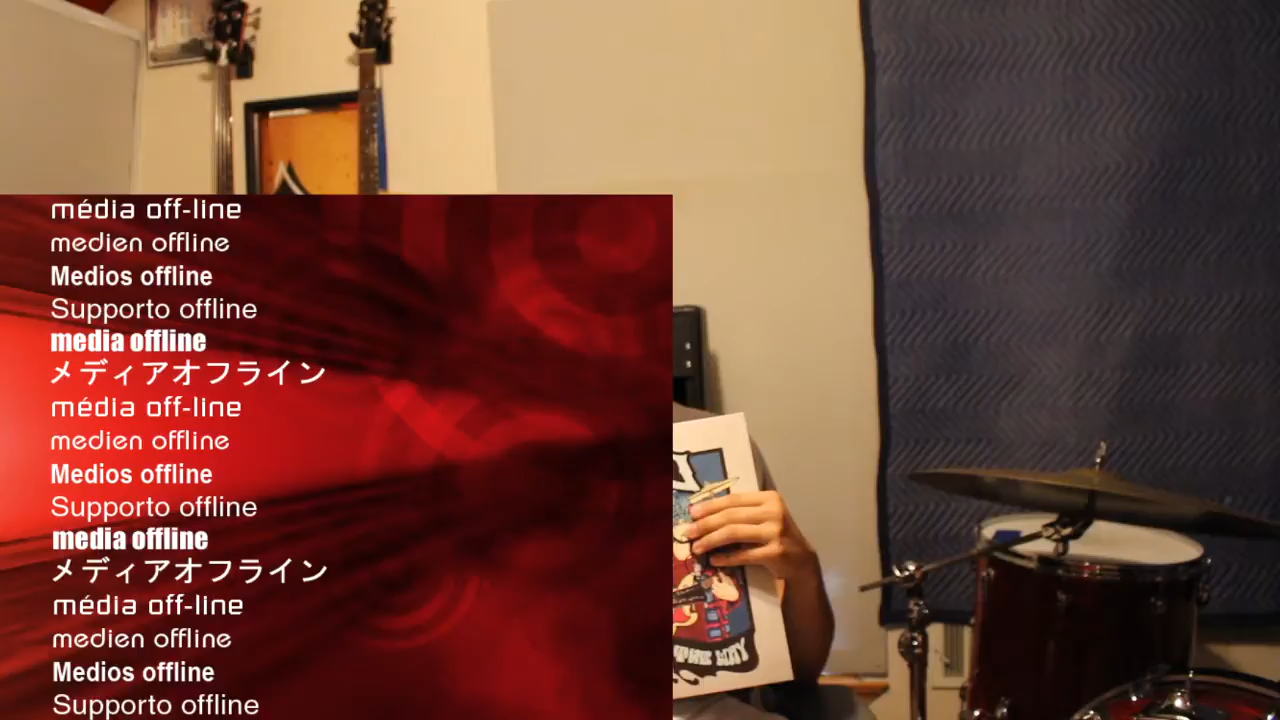 média off-line
medien offline
Medios offline
Supporto offline
media offline
メディアオフライン
média off-line
medien offline
Medios offline
Supporto offline
media offline
メディアオフライン
média off-line
medien offline
Medios offline
Supporto offline
WAY